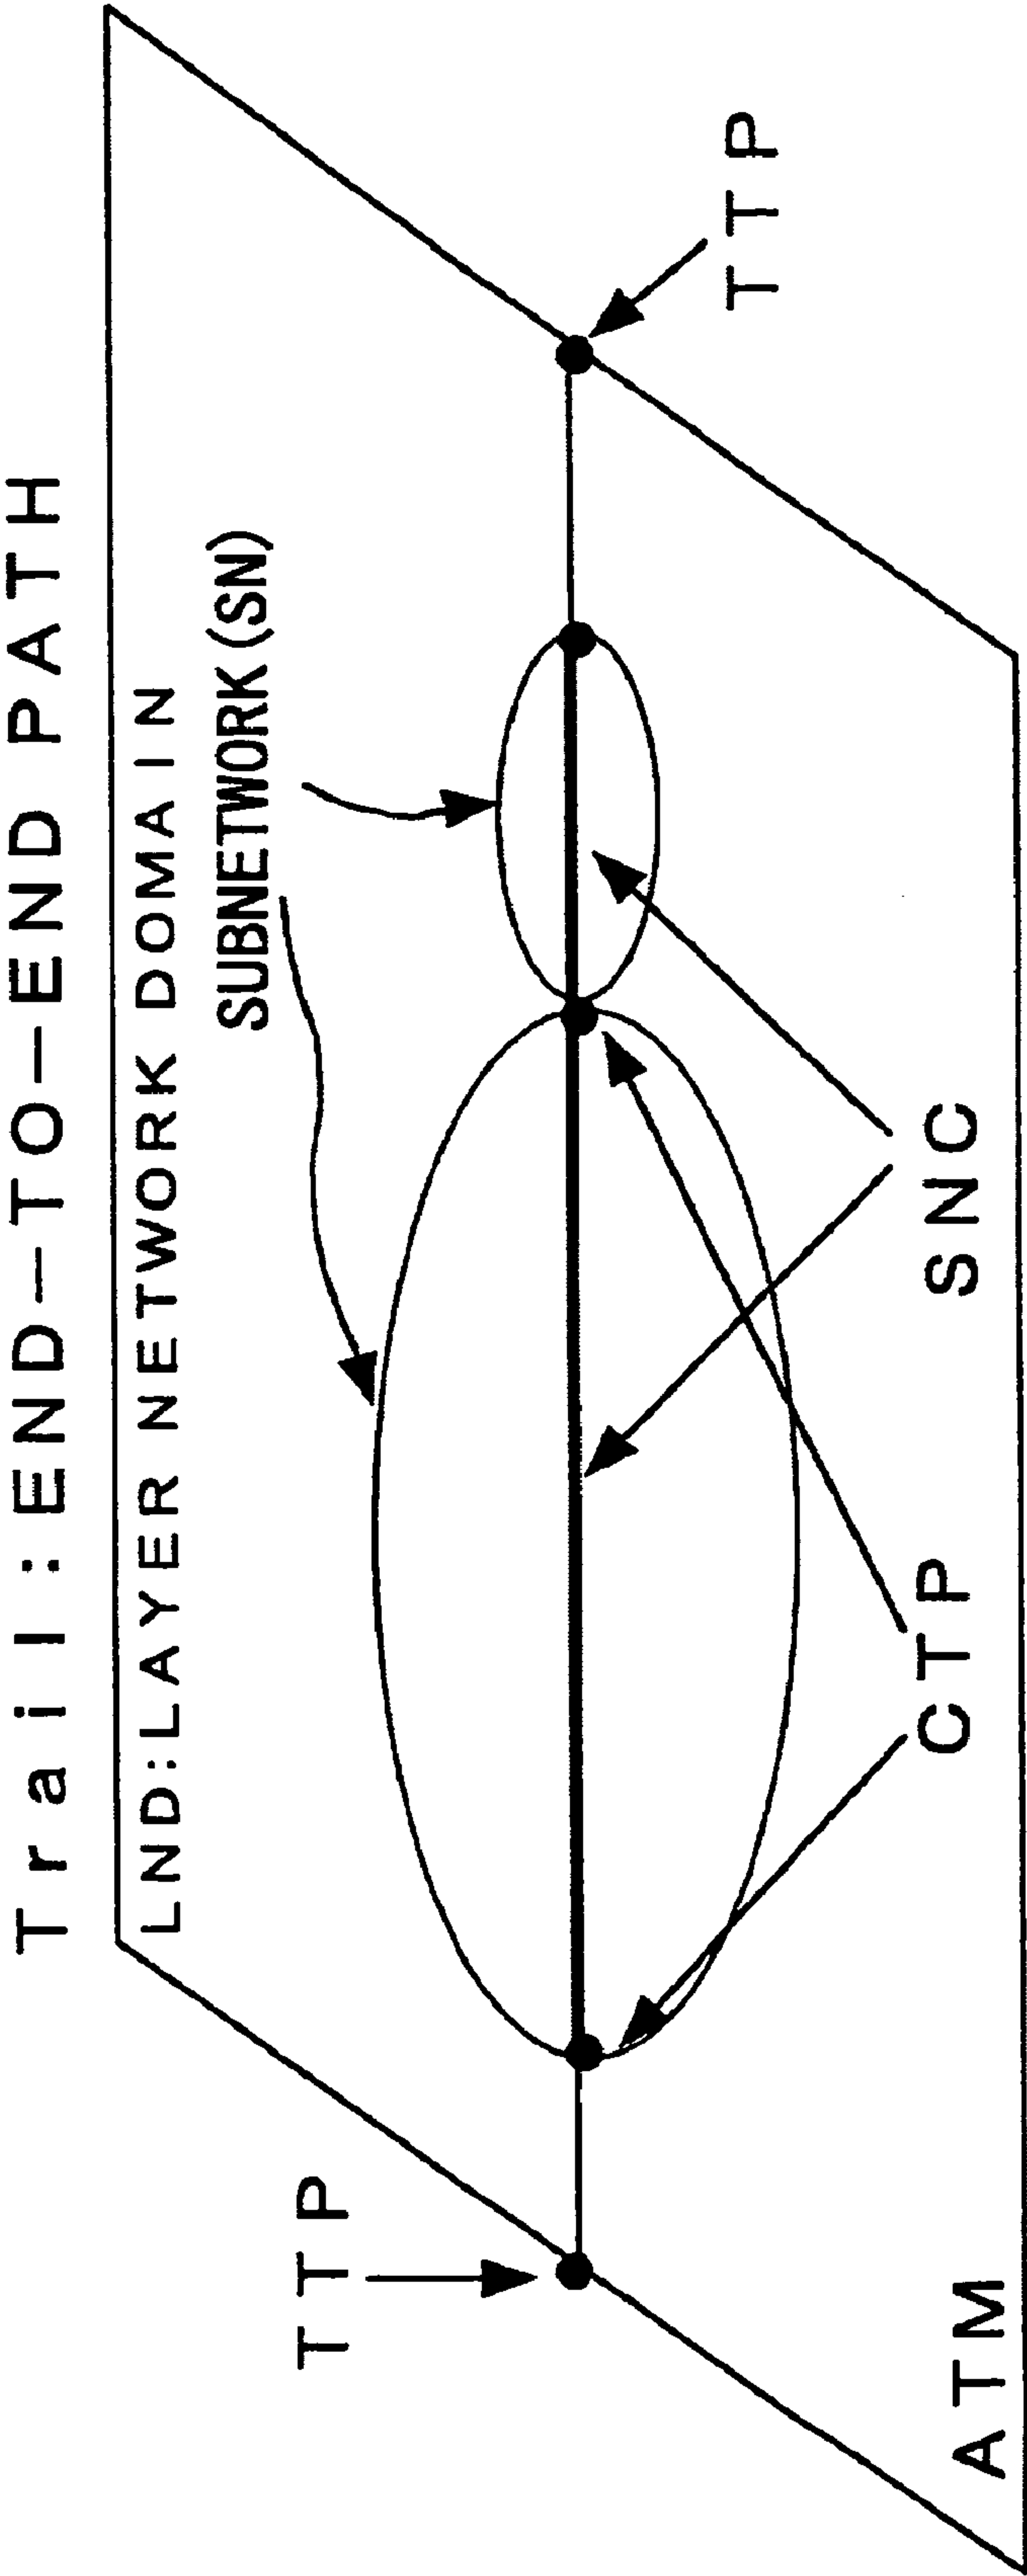 Trail:END-TO-END PATH
LND:LAYER NETWORK DOMAIN
SUBNETWORK(SN)
TTP
TTP
CTP
SNC
ATM